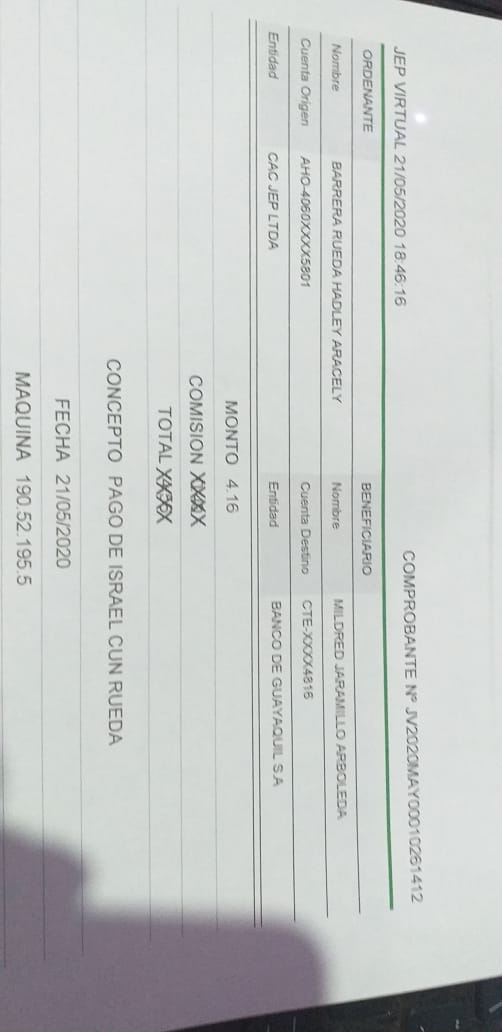 JEP VIRTUAL 21/05/2020 18:46:16 COMPROBANTE Nº JV2020MAY00010261412
ORDENANTE BENEFICIARIO
Nombre BARRERA RUEDA HADLEY ARACELY Nombre MILDRED JARAMILLO ARBOLEDA
Cuenta Origen AHO-4060XXXX5801 Cuenta Destino CTE-XXXX4816
Entidad CAC JEP LTDA Entidad BANCO DE GUAYAQUIL S.A
MONTO 4.16
COMISION
TOTAL
CONCEPTO PAGO DE ISRAEL CUN RUEDA
FECHA 21/05/2020
MAQUINA 190.52.195.5